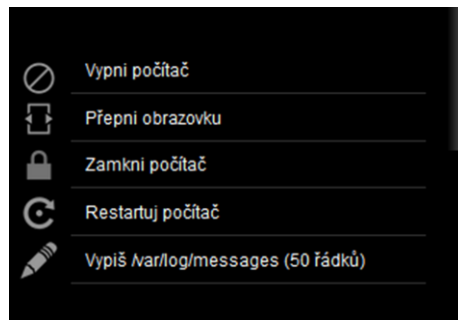 Vypni počítač
Přepni obrazovku
Zamkni počítač
Restartuj počítač
Vypiš /var/log/messages (50 řádků)